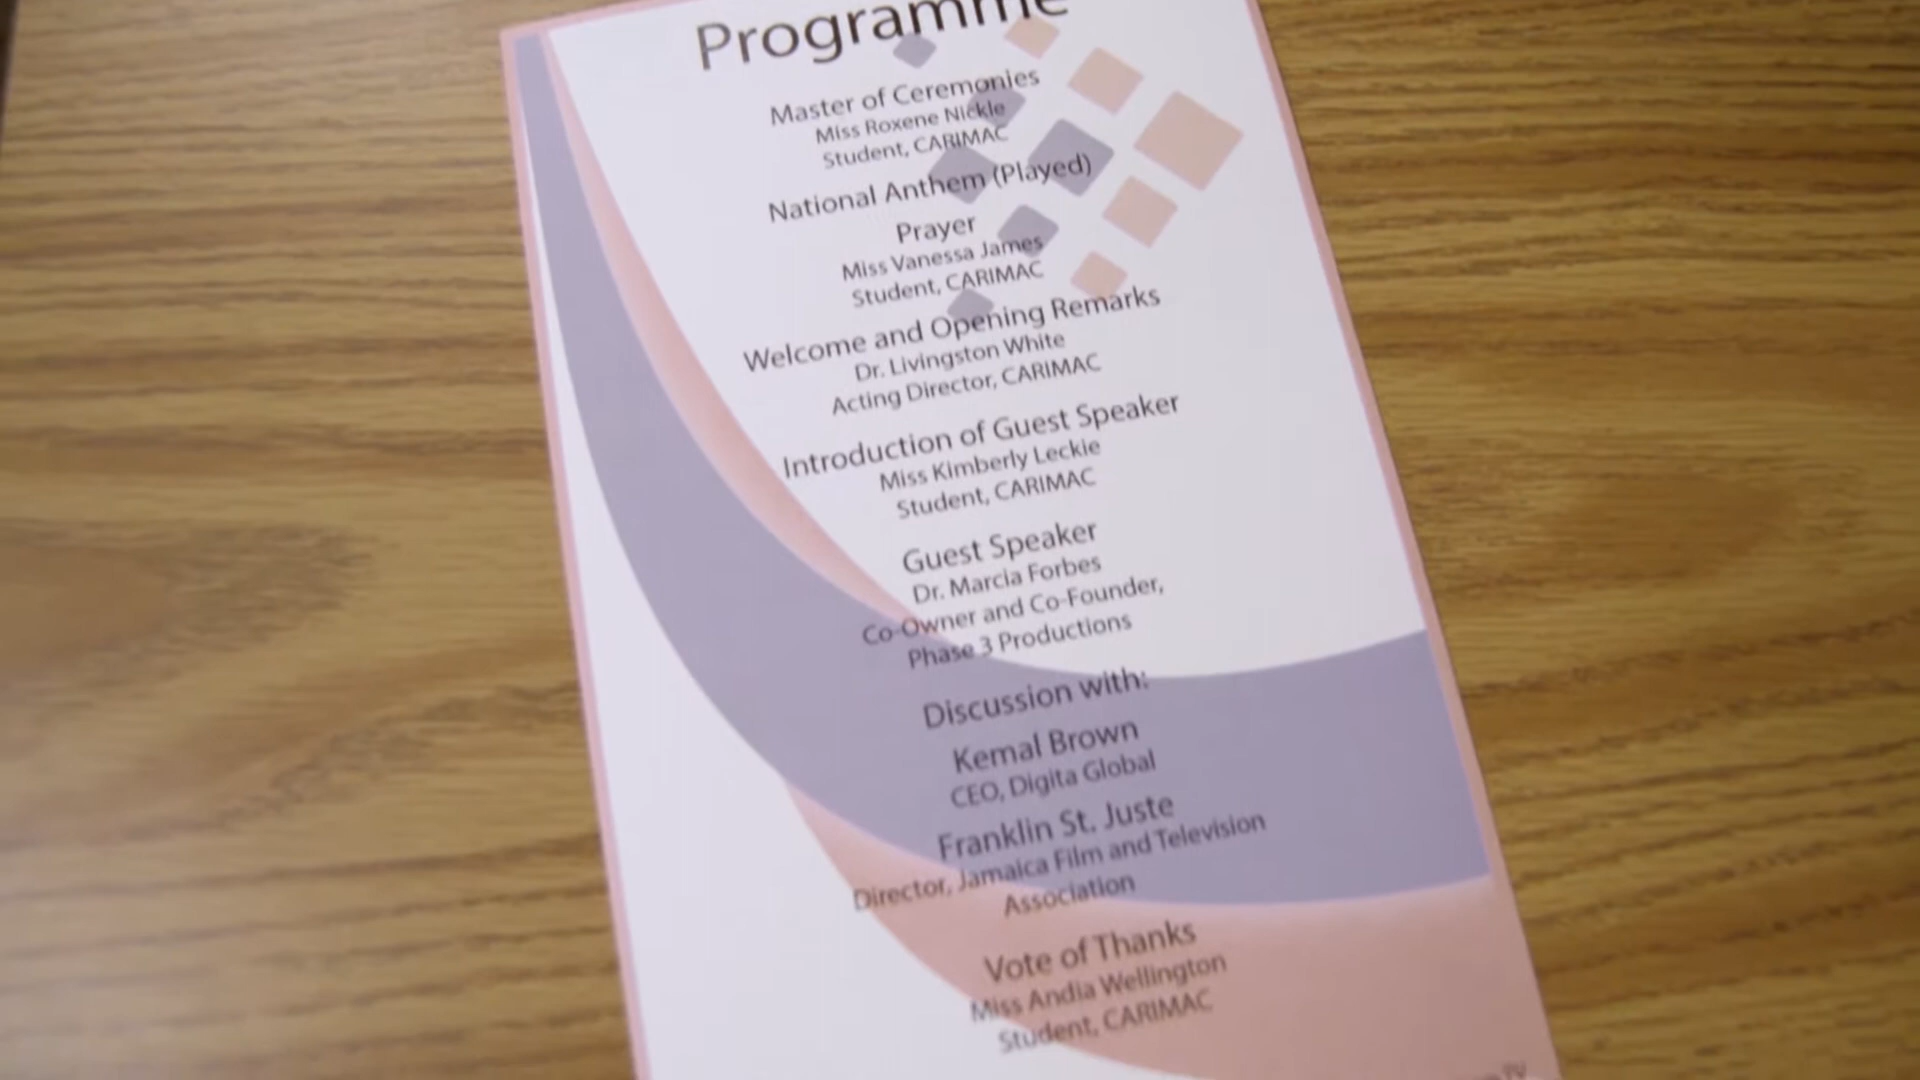 Programme
Master of Ceremonies
Miss Roxene Nickle
Student, CARIMAC
National Anthem (Played)
Prayer
Miss Vanessa James
Student, CARIMAC
Welcome and Opening Remarks
Dr. Livingston White
Acting Director, CARIMAC
Introduction of Guest Speaker
Miss Kimberly Leckie
Student, CARIMAC
Guest Speaker
Dr. Marcia Forbes
Co-Owner and Co-Founder,
Phase 3 Productions
Discussion with:
Kemal Brown
CEO, Digita Global
Franklin St. Juste
Director, Jamaica Film and Television
Association
Vote of Thanks
Miss Andia Wellington
Student, CARIMAC
TV